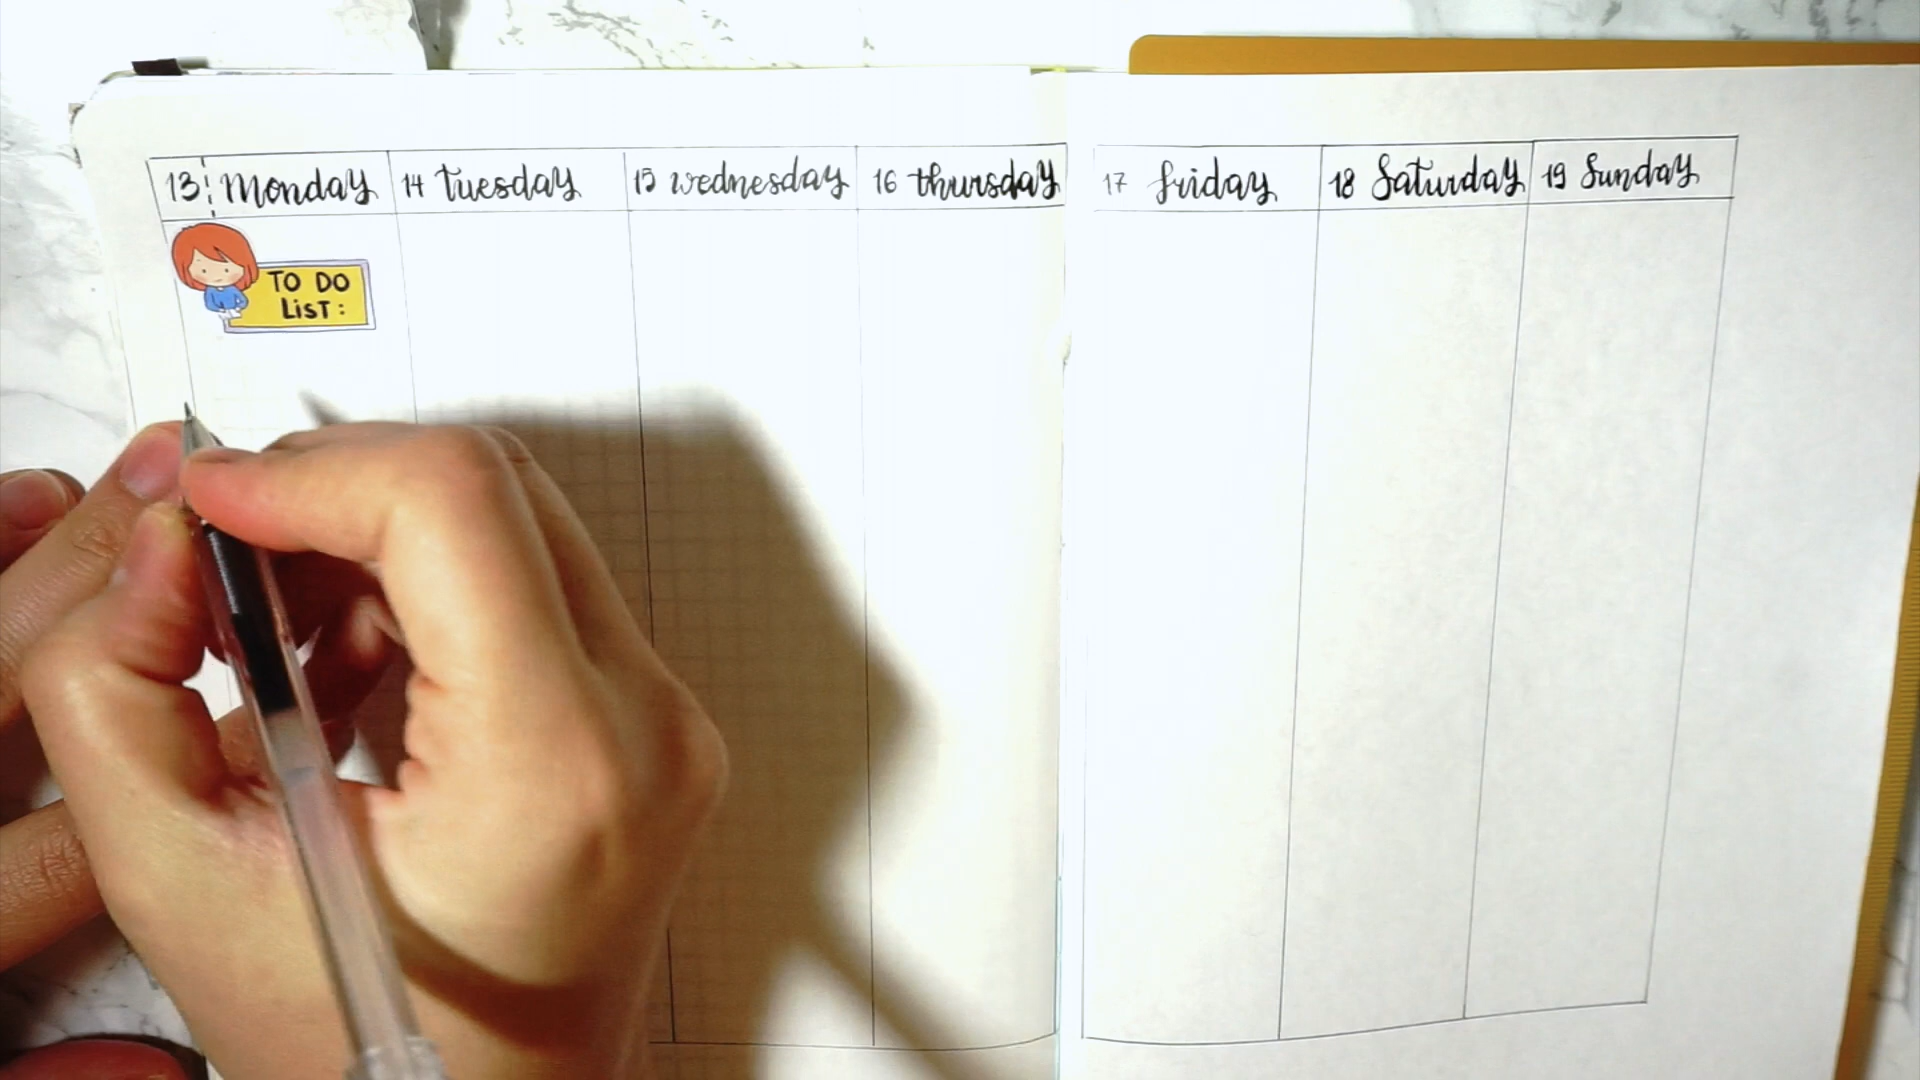 13 Monday 14 tuesday 15 wednesday 16 thursday 17 friday 18 Saturday 19 Sunday
TO DO
LiST: